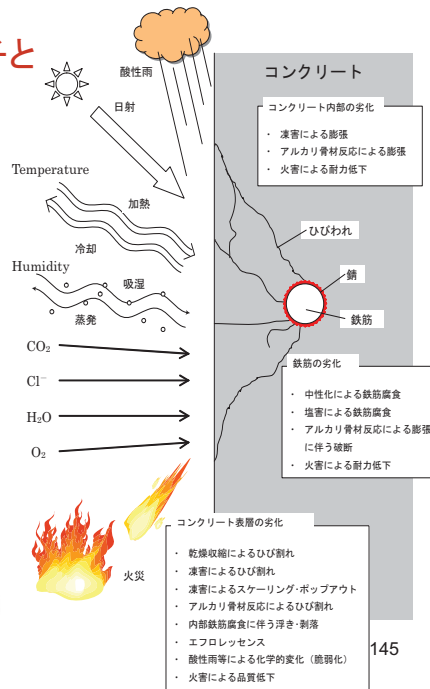 と
酸性雨
日射
コンクリート
コンクリート内部の劣化
・ 凍害による膨張
・ アルカリ骨材反応による膨張
・ 火害による耐力低下
Temperature
加熱
冷却
Humidity
吸湿
蒸発
ひびわれ
錆
鉄筋
CO₂
Cl⁻
H₂O
O₂
鉄筋の劣化
・ 中性化による鉄筋腐食
・ 塩害による鉄筋腐食
・ アルカリ骨材反応による膨張
に伴う破断
・ 火害による耐力低下
火災
コンクリート表層の劣化
・ 乾燥収縮によるひび割れ
・ 凍害によるひび割れ
・ 凍害によるスケーリング・ポップアウト
・ アルカリ骨材反応によるひび割れ
・ 内部鉄筋腐食に伴う浮き・剥落
・ エフロレッセンス
・ 酸性雨等による化学的変化（脆弱化）
・ 火害による品質低下
145